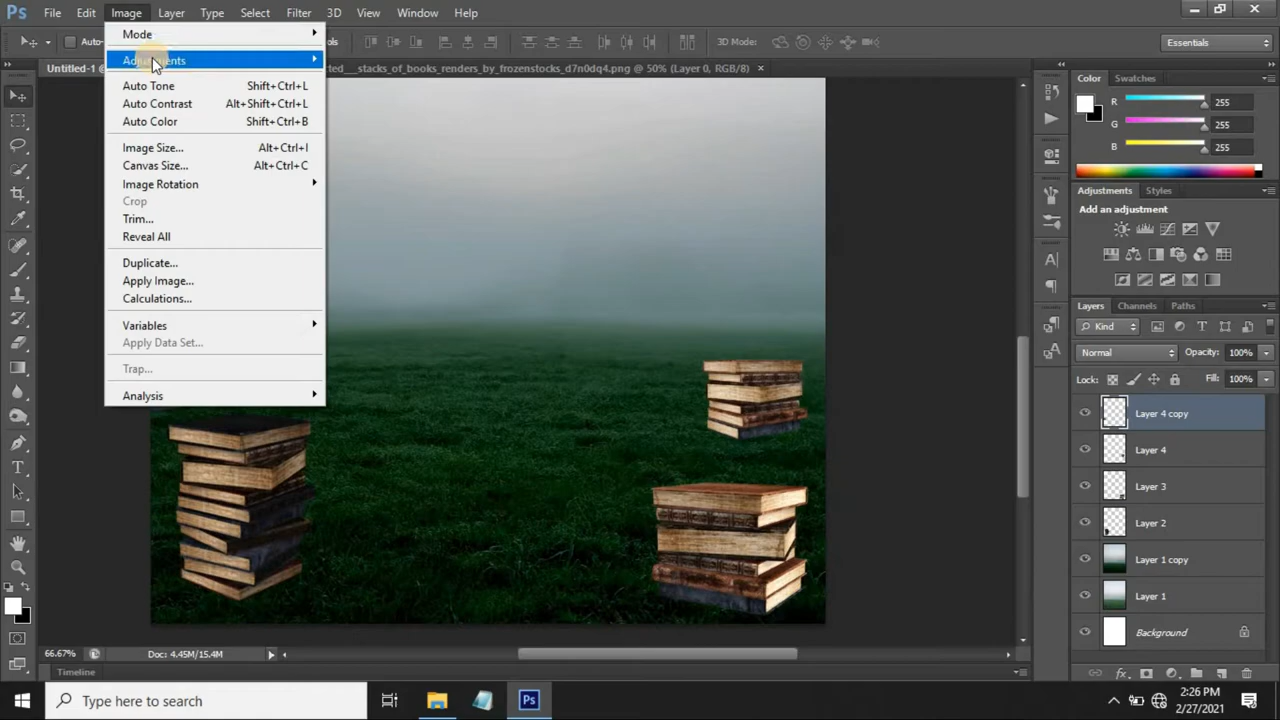 Ps File Edit Image Layer Type Select Filter 3D View Window Help
Auto- 3D Mode: Essentials
Untitled-1 @ ted__stacks_of_books_renders_by_frozenstocks_d7n0dq4.png @ 50% (Layer 0, RGB/8) ×
Mode
Adjustments
Auto Tone Shift+Ctrl+L
Auto Contrast Alt+Shift+Ctrl+L
Auto Color Shift+Ctrl+B
Image Size... Alt+Ctrl+I
Canvas Size... Alt+Ctrl+C
Image Rotation
Crop
Trim...
Reveal All
Duplicate...
Apply Image...
Calculations...
Variables
Apply Data Set...
Trap...
Analysis
Color Swatches
R 255
G 255
B 255
Adjustments Styles
Add an adjustment
Layers Channels Paths
Kind
Normal Opacity: 100%
Lock: Fill: 100%
Layer 4 copy
Layer 4
Layer 3
Layer 2
Layer 1 copy
Layer 1
Background
66.67% Doc: 4.45M/15.4M
Timeline
Type here to search
Ps
2:26 PM
2/27/2021